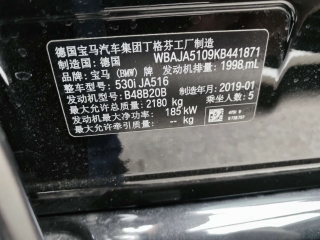 德国宝马汽车集团丁格芬工厂制造
制造国: 德国 WBAJA5109KB441871
品牌: 宝马 (BMW) 牌 发动机排量: 1998 mL
整车型号: 530i JA516
发动机型号: B48B20B 制造年月: 2019-01
最大允许总质量: 2180 kg 乘坐人数: 5
发动机最大净功率: 185 kW
最大允许牵引质量: -- kg